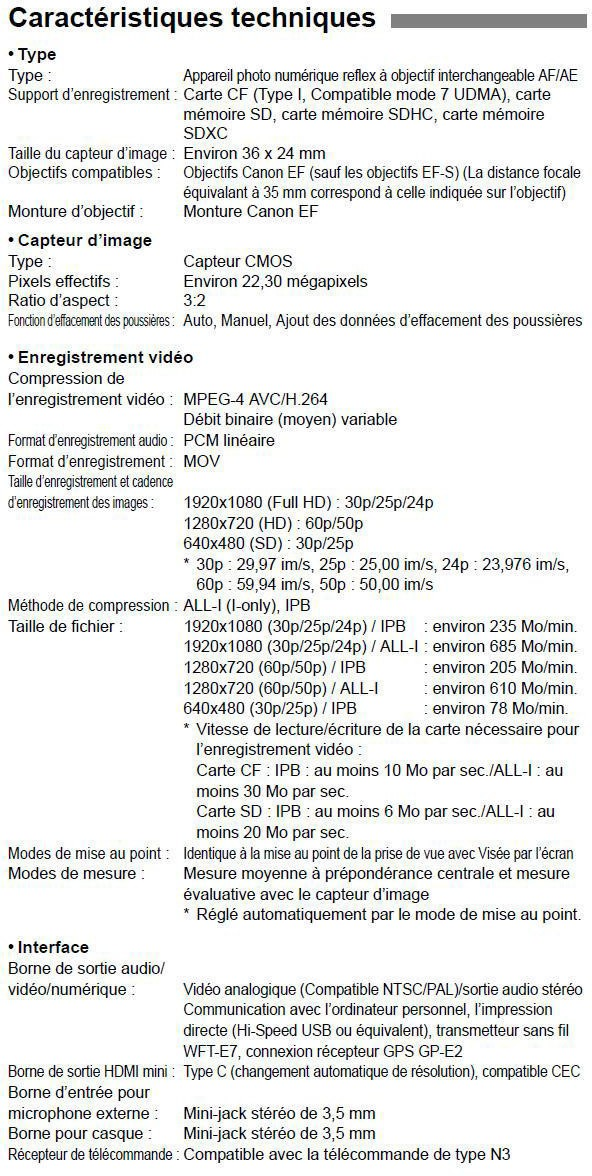 Caractéristiques techniques
• Type
Type : Appareil photo numérique reflex à objectif interchangeable AF/AE
Support d'enregistrement : Carte CF (Type I, Compatible mode 7 UDMA), carte
mémoire SD, carte mémoire SDHC, carte mémoire
SDXC
Taille du capteur d'image : Environ 36 x 24 mm
Objectifs compatibles : Objectifs Canon EF (sauf les objectifs EF-S) (La distance focale
équivalant à 35 mm correspond à celle indiquée sur l'objectif)
Monture d'objectif : Monture Canon EF
• Capteur d'image
Type : Capteur CMOS
Pixels effectifs : Environ 22,30 mégapixels
Ratio d'aspect : 3:2
Fonction d'effacement des poussières : Auto, Manuel, Ajout des données d'effacement des poussières
• Enregistrement vidéo
Compression de
l'enregistrement vidéo : MPEG-4 AVC/H.264
Débit binaire (moyen) variable
Format d'enregistrement audio : PCM linéaire
Format d'enregistrement : MOV
Taille d'enregistrement et cadence
d'enregistrement des images : 1920x1080 (Full HD) : 30p/25p/24p
1280x720 (HD) : 60p/50p
640x480 (SD) : 30p/25p
* 30p : 29,97 im/s, 25p : 25,00 im/s, 24p : 23,976 im/s,
60p : 59,94 im/s, 50p : 50,00 im/s
Méthode de compression : ALL-I (I-only), IPB
Taille de fichier : 1920x1080 (30p/25p/24p) / IPB : environ 235 Mo/min.
1920x1080 (30p/25p/24p) / ALL-I : environ 685 Mo/min.
1280x720 (60p/50p) / IPB : environ 205 Mo/min.
1280x720 (60p/50p) / ALL-I : environ 610 Mo/min.
640x480 (30p/25p) / IPB : environ 78 Mo/min.
* Vitesse de lecture/écriture de la carte nécessaire pour
l'enregistrement vidéo :
Carte CF : IPB : au moins 10 Mo par sec./ALL-I : au
moins 30 Mo par sec.
Carte SD : IPB : au moins 6 Mo par sec./ALL-I : au
moins 20 Mo par sec.
Modes de mise au point : Identique à la mise au point de la prise de vue avec Visée par l'écran
Modes de mesure : Mesure moyenne à prépondérance centrale et mesure
évaluative avec le capteur d'image
* Réglé automatiquement par le mode de mise au point.
• Interface
Borne de sortie audio/
vidéo/numérique : Vidéo analogique (Compatible NTSC/PAL)/sortie audio stéréo
Communication avec l'ordinateur personnel, l'impression
directe (Hi-Speed USB ou équivalent), transmetteur sans fil
WFT-E7, connexion récepteur GPS GP-E2
Borne de sortie HDMI mini : Type C (changement automatique de résolution), compatible CEC
Borne d'entrée pour
microphone externe : Mini-jack stéréo de 3,5 mm
Borne pour casque : Mini-jack stéréo de 3,5 mm
Récepteur de télécommande : Compatible avec la télécommande de type N3